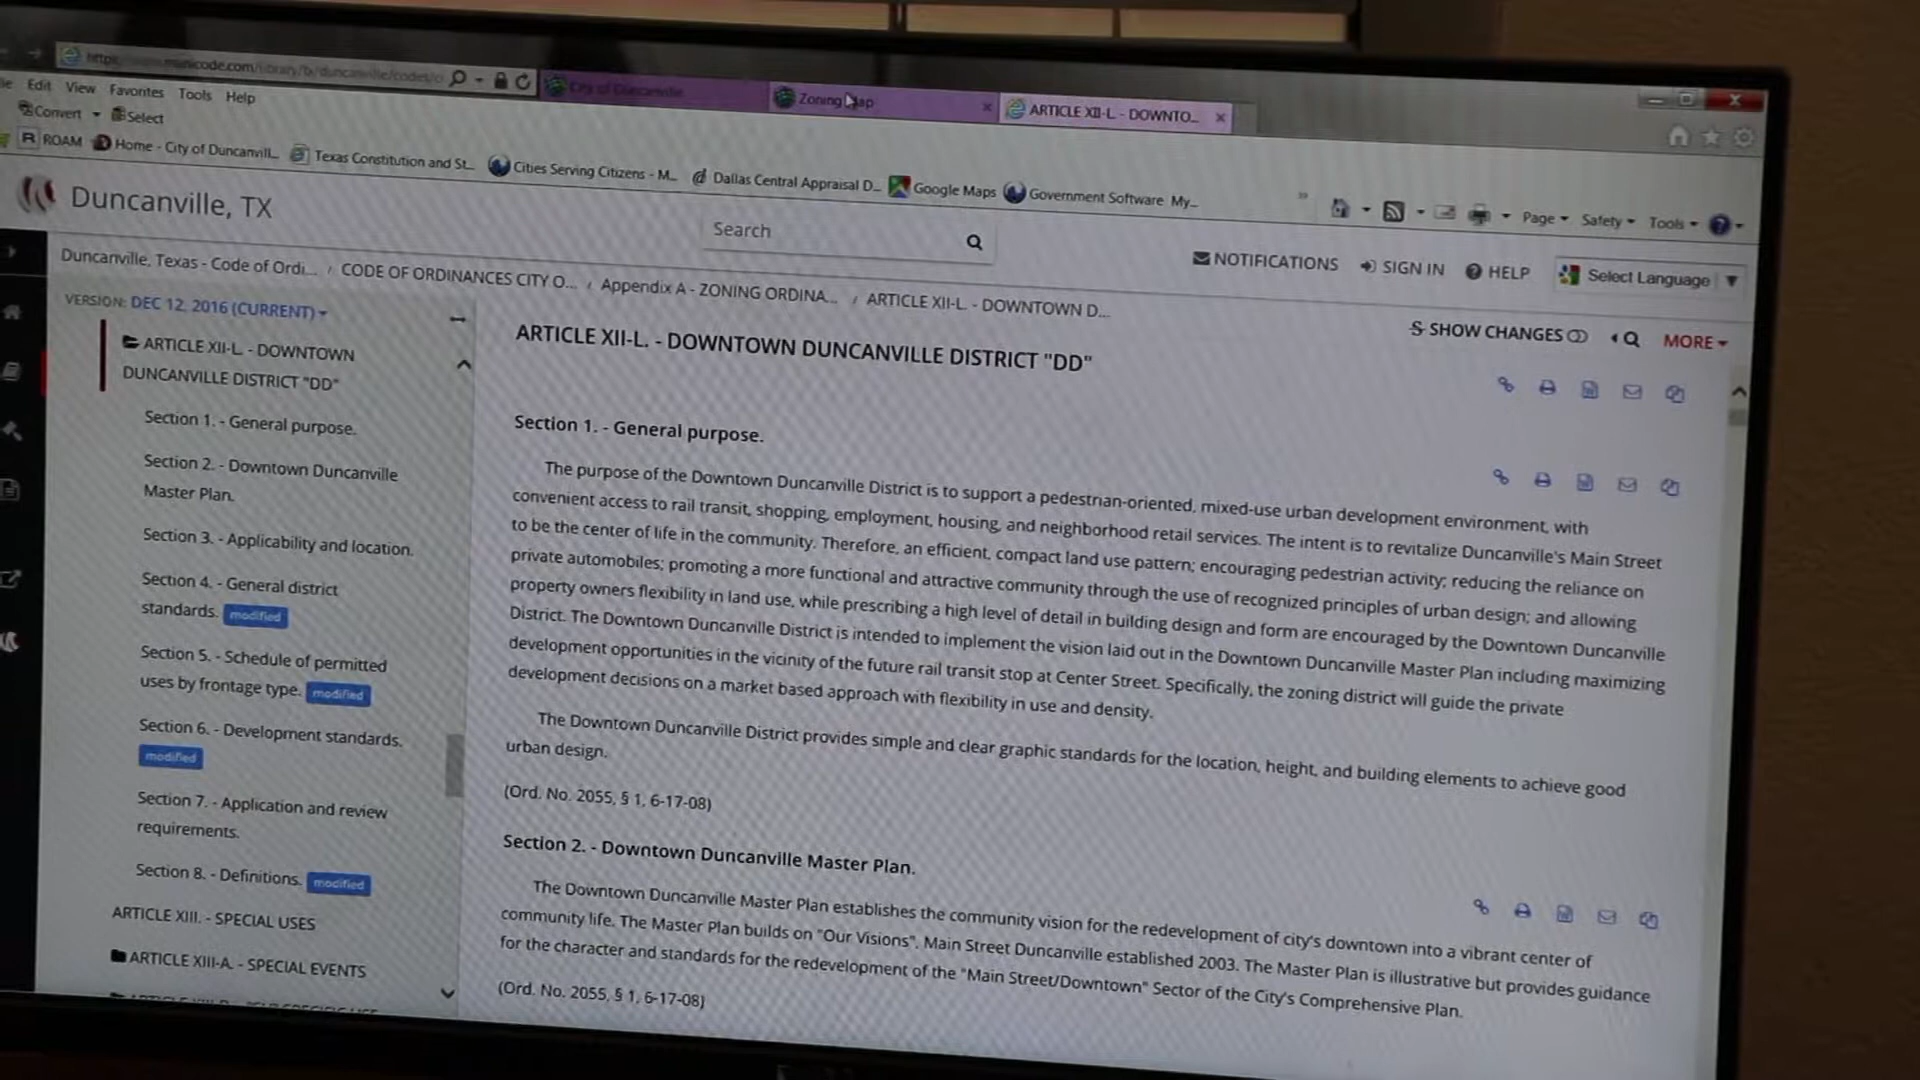 municode.com/library/tx/duncanville/codes/
City of Duncanville
Zoning Map
ARTICLE XII-L. - DOWNTO...
Edit View Favorites Tools Help
Convert Select
ROAM Home - City of Duncanvill... Texas Constitution and St... Cities Serving Citizens - M... Dallas Central Appraisal D... Google Maps Government Software My...
Page Safety Tools
Duncanville, TX
Search
NOTIFICATIONS SIGN IN HELP Select Language
Duncanville, Texas - Code of Ordi... / CODE OF ORDINANCES CITY O... / Appendix A - ZONING ORDINA... / ARTICLE XII-L. - DOWNTOWN D...
VERSION: DEC 12, 2016 (CURRENT)
SHOW CHANGES MORE
ARTICLE XII-L. - DOWNTOWN
DUNCANVILLE DISTRICT "DD"
Section 1. - General purpose.
Section 2. - Downtown Duncanville
Master Plan.
Section 3. - Applicability and location.
Section 4. - General district
standards. modified
Section 5. - Schedule of permitted
uses by frontage type. modified
Section 6. - Development standards.
modified
Section 7. - Application and review
requirements.
Section 8. - Definitions. modified
ARTICLE XIII. - SPECIAL USES
ARTICLE XIII-A. - SPECIAL EVENTS
ARTICLE XII-L. - DOWNTOWN DUNCANVILLE DISTRICT "DD"
Section 1. - General purpose.
The purpose of the Downtown Duncanville District is to support a pedestrian-oriented, mixed-use urban development environment, with
convenient access to rail transit, shopping, employment, housing, and neighborhood retail services. The intent is to revitalize Duncanville's Main Street
to be the center of life in the community. Therefore, an efficient, compact land use pattern; encouraging pedestrian activity; reducing the reliance on
private automobiles; promoting a more functional and attractive community through the use of recognized principles of urban design; and allowing
property owners flexibility in land use, while prescribing a high level of detail in building design and form are encouraged by the Downtown Duncanville
District. The Downtown Duncanville District is intended to implement the vision laid out in the Downtown Duncanville Master Plan including maximizing
development opportunities in the vicinity of the future rail transit stop at Center Street. Specifically, the zoning district will guide the private
development decisions on a market based approach with flexibility in use and density.
The Downtown Duncanville District provides simple and clear graphic standards for the location, height, and building elements to achieve good
urban design.
(Ord. No. 2055, § 1, 6-17-08)
Section 2. - Downtown Duncanville Master Plan.
The Downtown Duncanville Master Plan establishes the community vision for the redevelopment of city's downtown into a vibrant center of
community life. The Master Plan builds on "Our Visions". Main Street Duncanville established 2003. The Master Plan is illustrative but provides guidance
for the character and standards for the redevelopment of the "Main Street/Downtown" Sector of the City's Comprehensive Plan.
(Ord. No. 2055, § 1, 6-17-08)